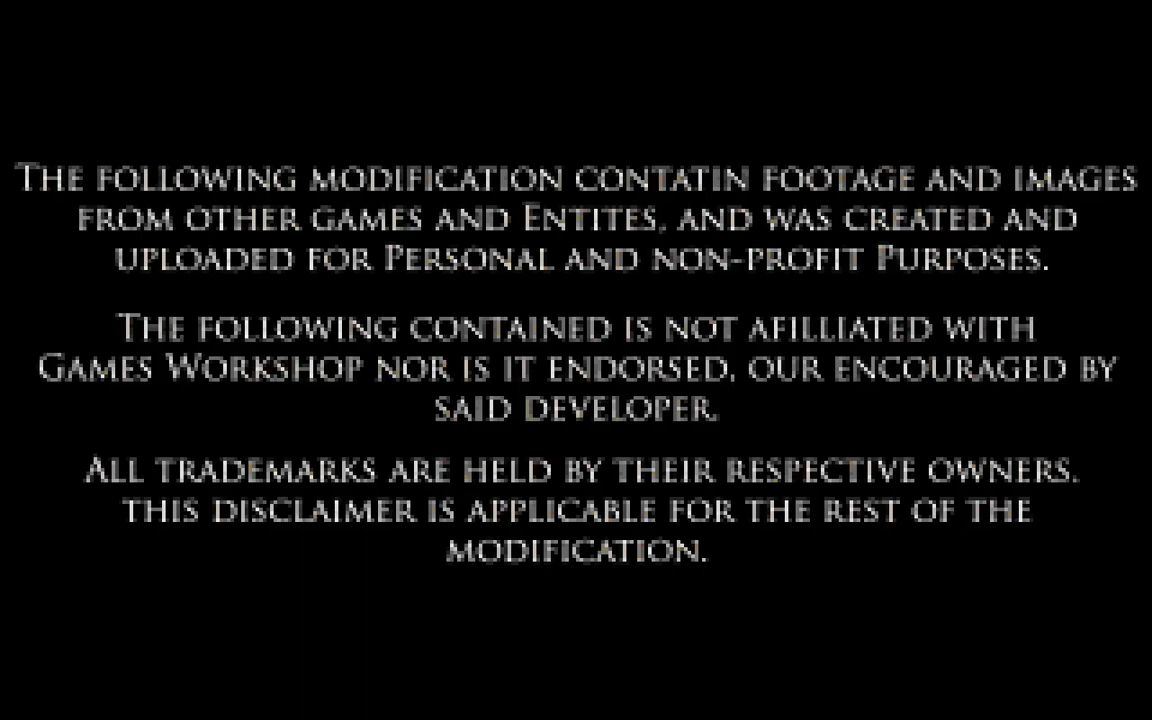 The following modification contatin footage and images
from other games and Entites, and was created and
uploaded for Personal and non-profit Purposes.
The following contained is not afilliated with
Games Workshop nor is it endorsed, our encouraged by
said developer.
All trademarks are held by their respective owners.
this disclaimer is applicable for the rest of the
modification.